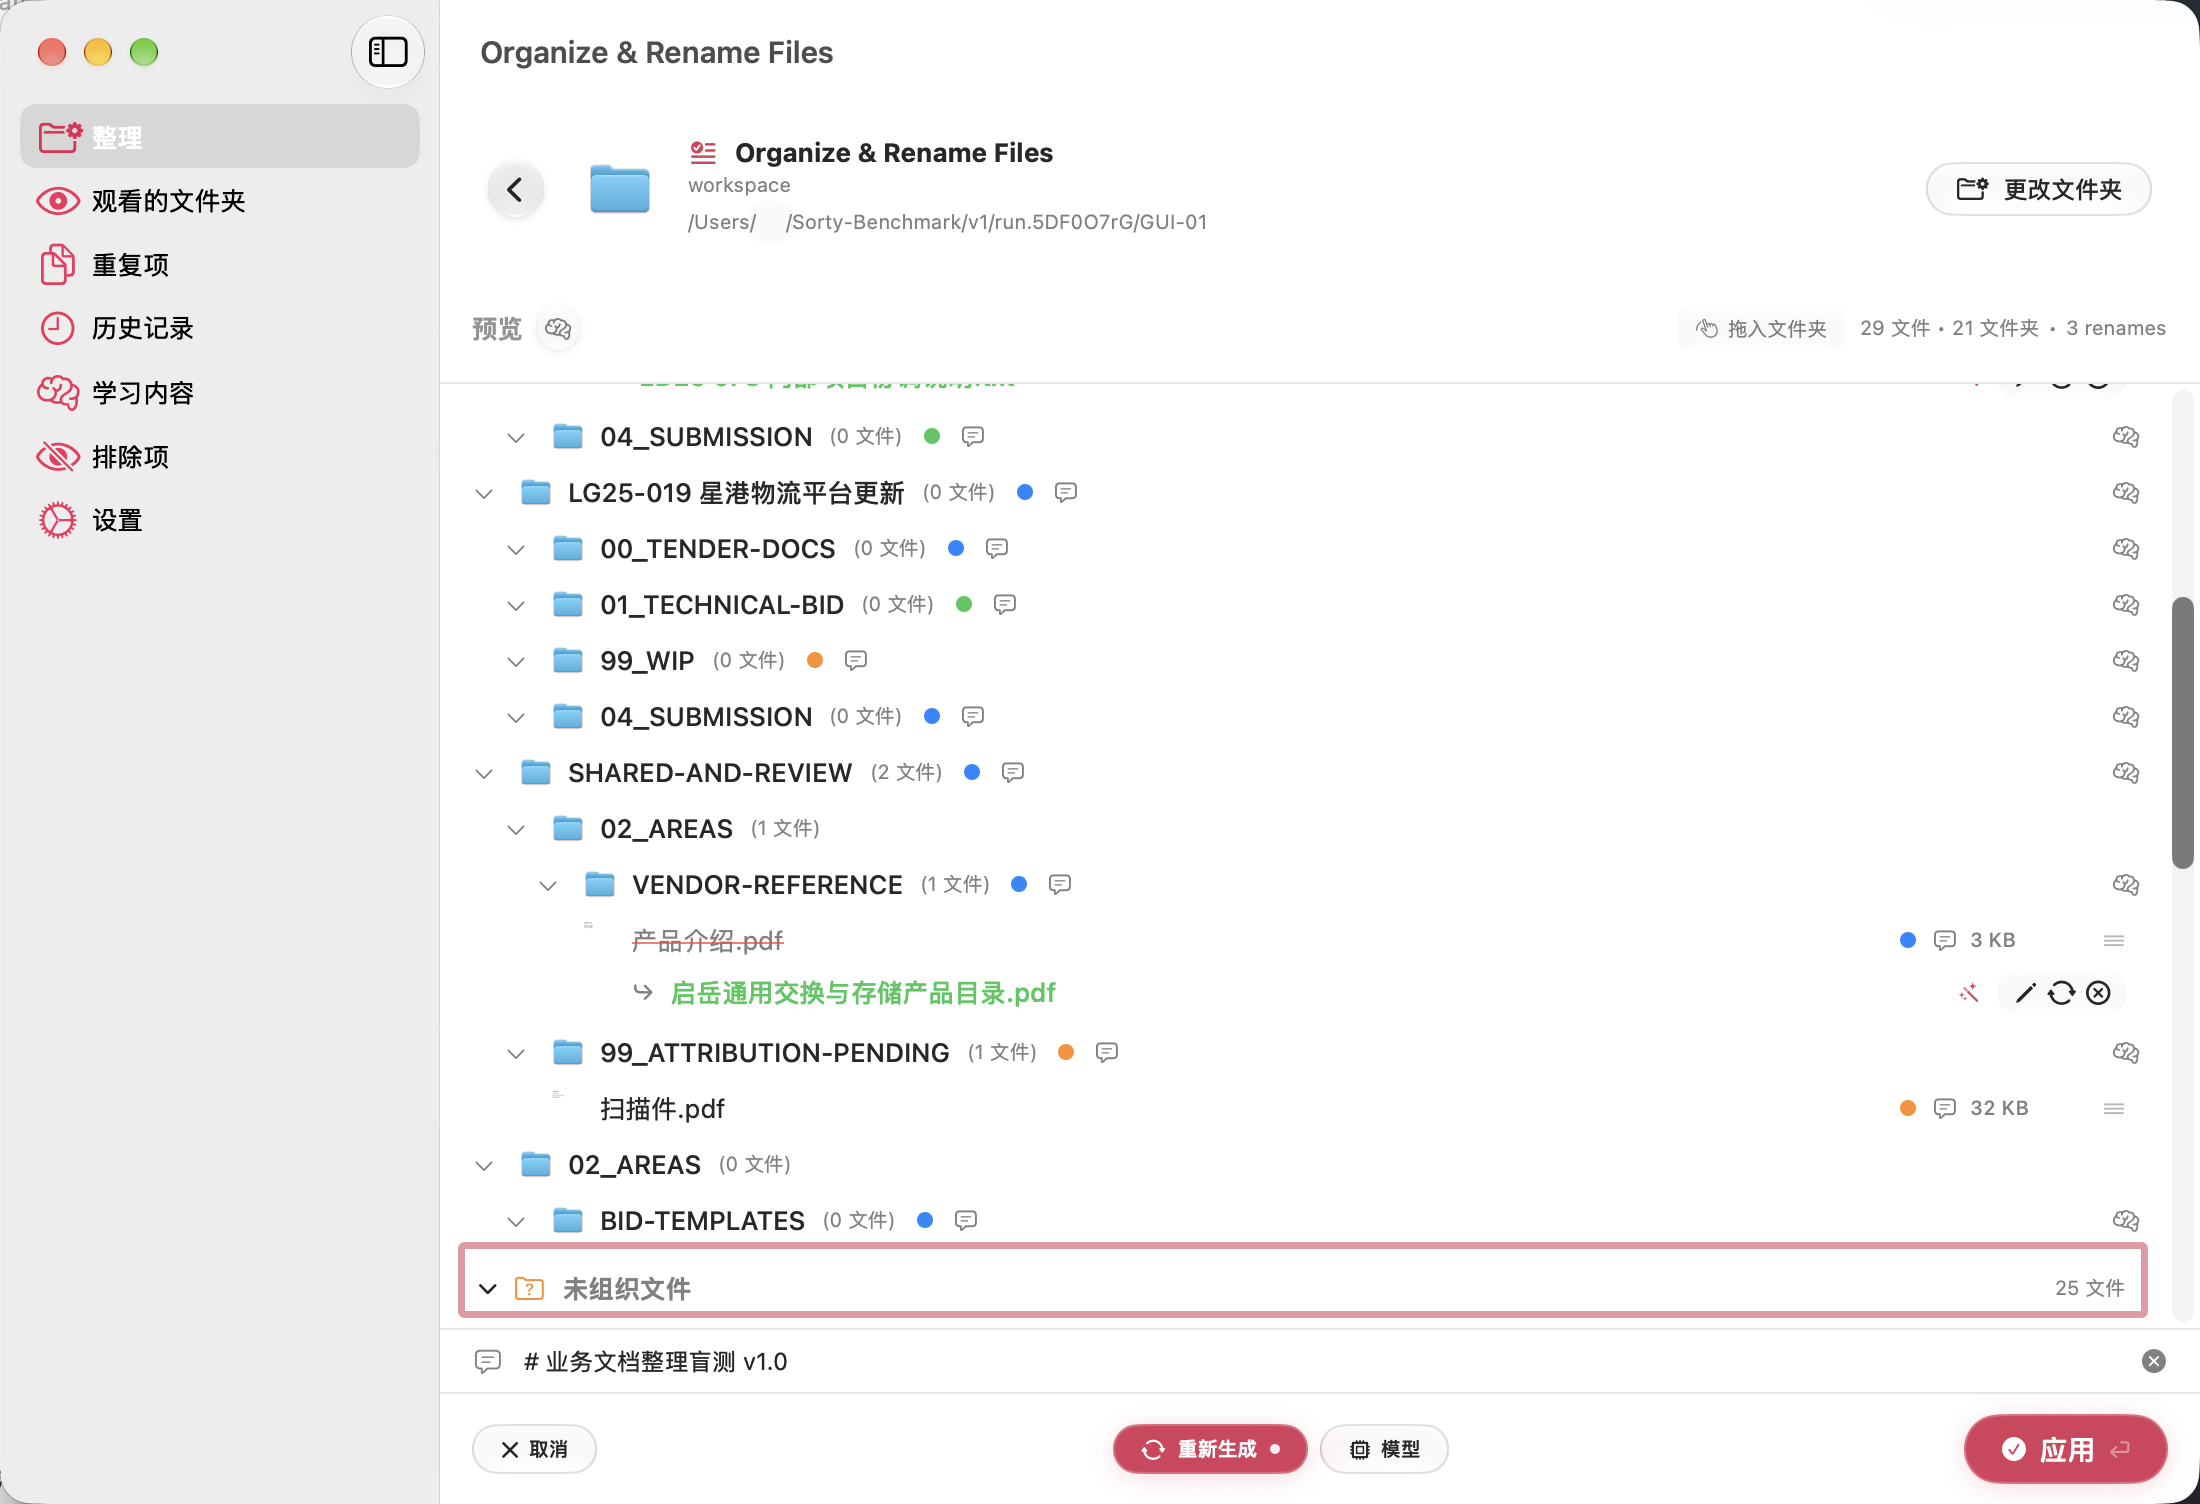 Organize & Rename Files
整理
观看的文件夹
重复项
历史记录
学习内容
排除项
设置
Organize & Rename Files
workspace
/Users/ /Sorty-Benchmark/v1/run.5DF0O7rG/GUI-01
更改文件夹
预览
拖入文件夹
29 文件 • 21 文件夹 • 3 renames
04_SUBMISSION (0 文件)
LG25-019 星港物流平台更新 (0 文件)
00_TENDER-DOCS (0 文件)
01_TECHNICAL-BID (0 文件)
99_WIP (0 文件)
04_SUBMISSION (0 文件)
SHARED-AND-REVIEW (2 文件)
02_AREAS (1 文件)
VENDOR-REFERENCE (1 文件)
产品介绍.pdf 3 KB
启岳通用交换与存储产品目录.pdf
99_ATTRIBUTION-PENDING (1 文件)
扫描件.pdf 32 KB
02_AREAS (0 文件)
BID-TEMPLATES (0 文件)
未组织文件 25 文件
# 业务文档整理盲测 v1.0
取消
重新生成
模型
应用